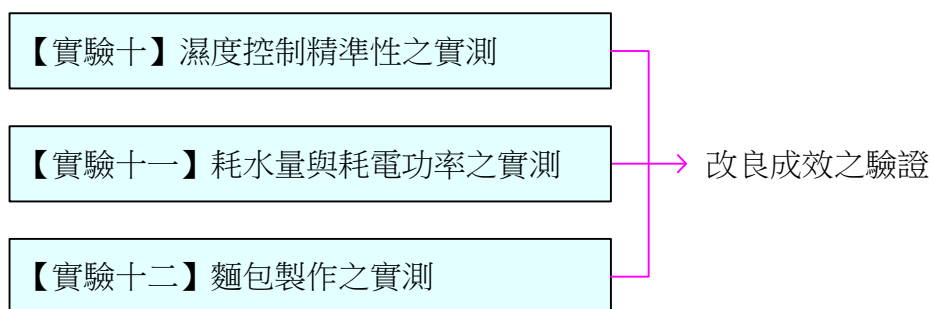 【實驗十】濕度控制精準性之實測
【實驗十一】耗水量與耗電功率之實測
改良成效之驗證
【實驗十二】麵包製作之實測